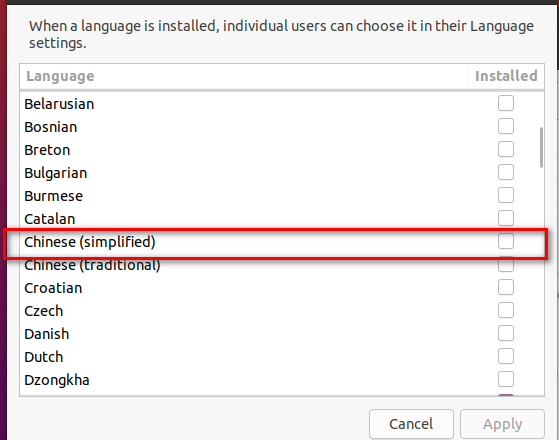 When a language is installed, individual users can choose it in their Language
settings.
Language Installed
Belarusian
Bosnian
Breton
Bulgarian
Burmese
Catalan
Chinese (simplified)
Chinese (traditional)
Croatian
Czech
Danish
Dutch
Dzongkha
Cancel Apply